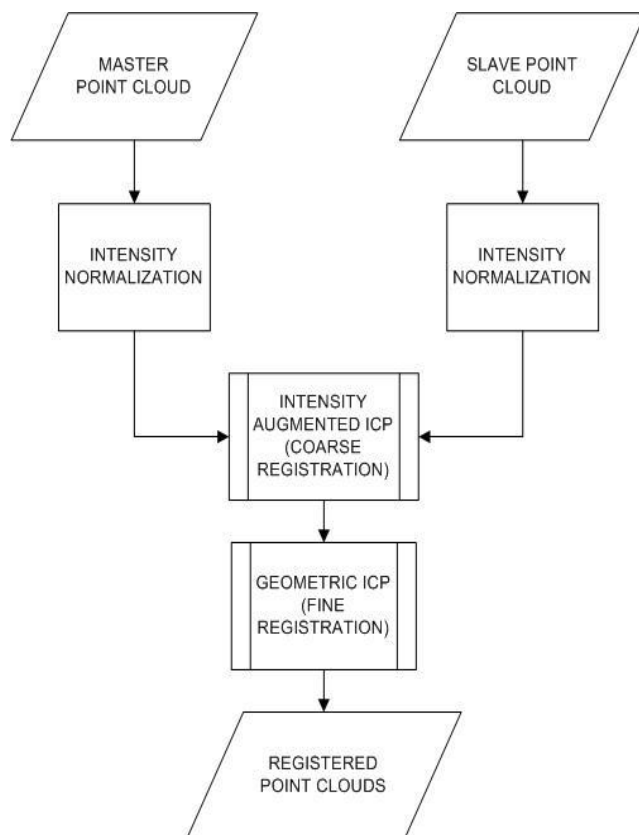 MASTER
POINT CLOUD
SLAVE POINT
CLOUD
INTENSITY
NORMALIZATION
INTENSITY
NORMALIZATION
INTENSITY
AUGMENTED ICP
(COARSE
REGISTRATION)
GEOMETRIC ICP
(FINE
REGISTRATION)
REGISTERED
POINT CLOUDS